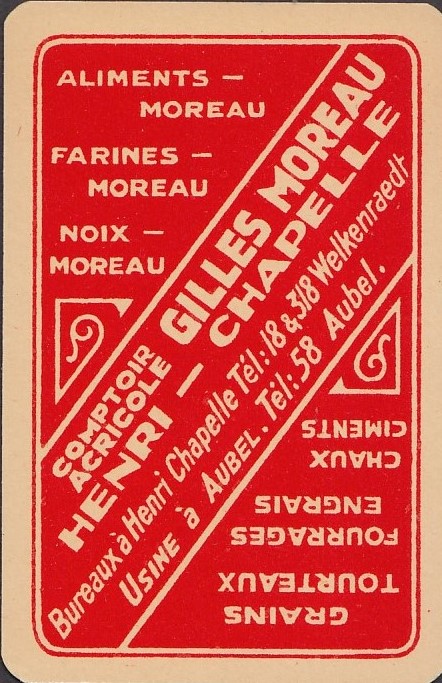 ALIMENTS –
MOREAU
FARINES –
MOREAU
NOIX –
MOREAU
COMPTOIR
AGRICOLE
GILLES MOREAU
HENRI – CHAPELLE
Bureaux à Henri Chapelle Tél: 18 & 318 Welkenraedt
USINE à AUBEL. Tél: 58 Aubel.
GRAINS
TOURTEAUX
FOURRAGES
ENGRAIS
CHAUX
CIMENTS